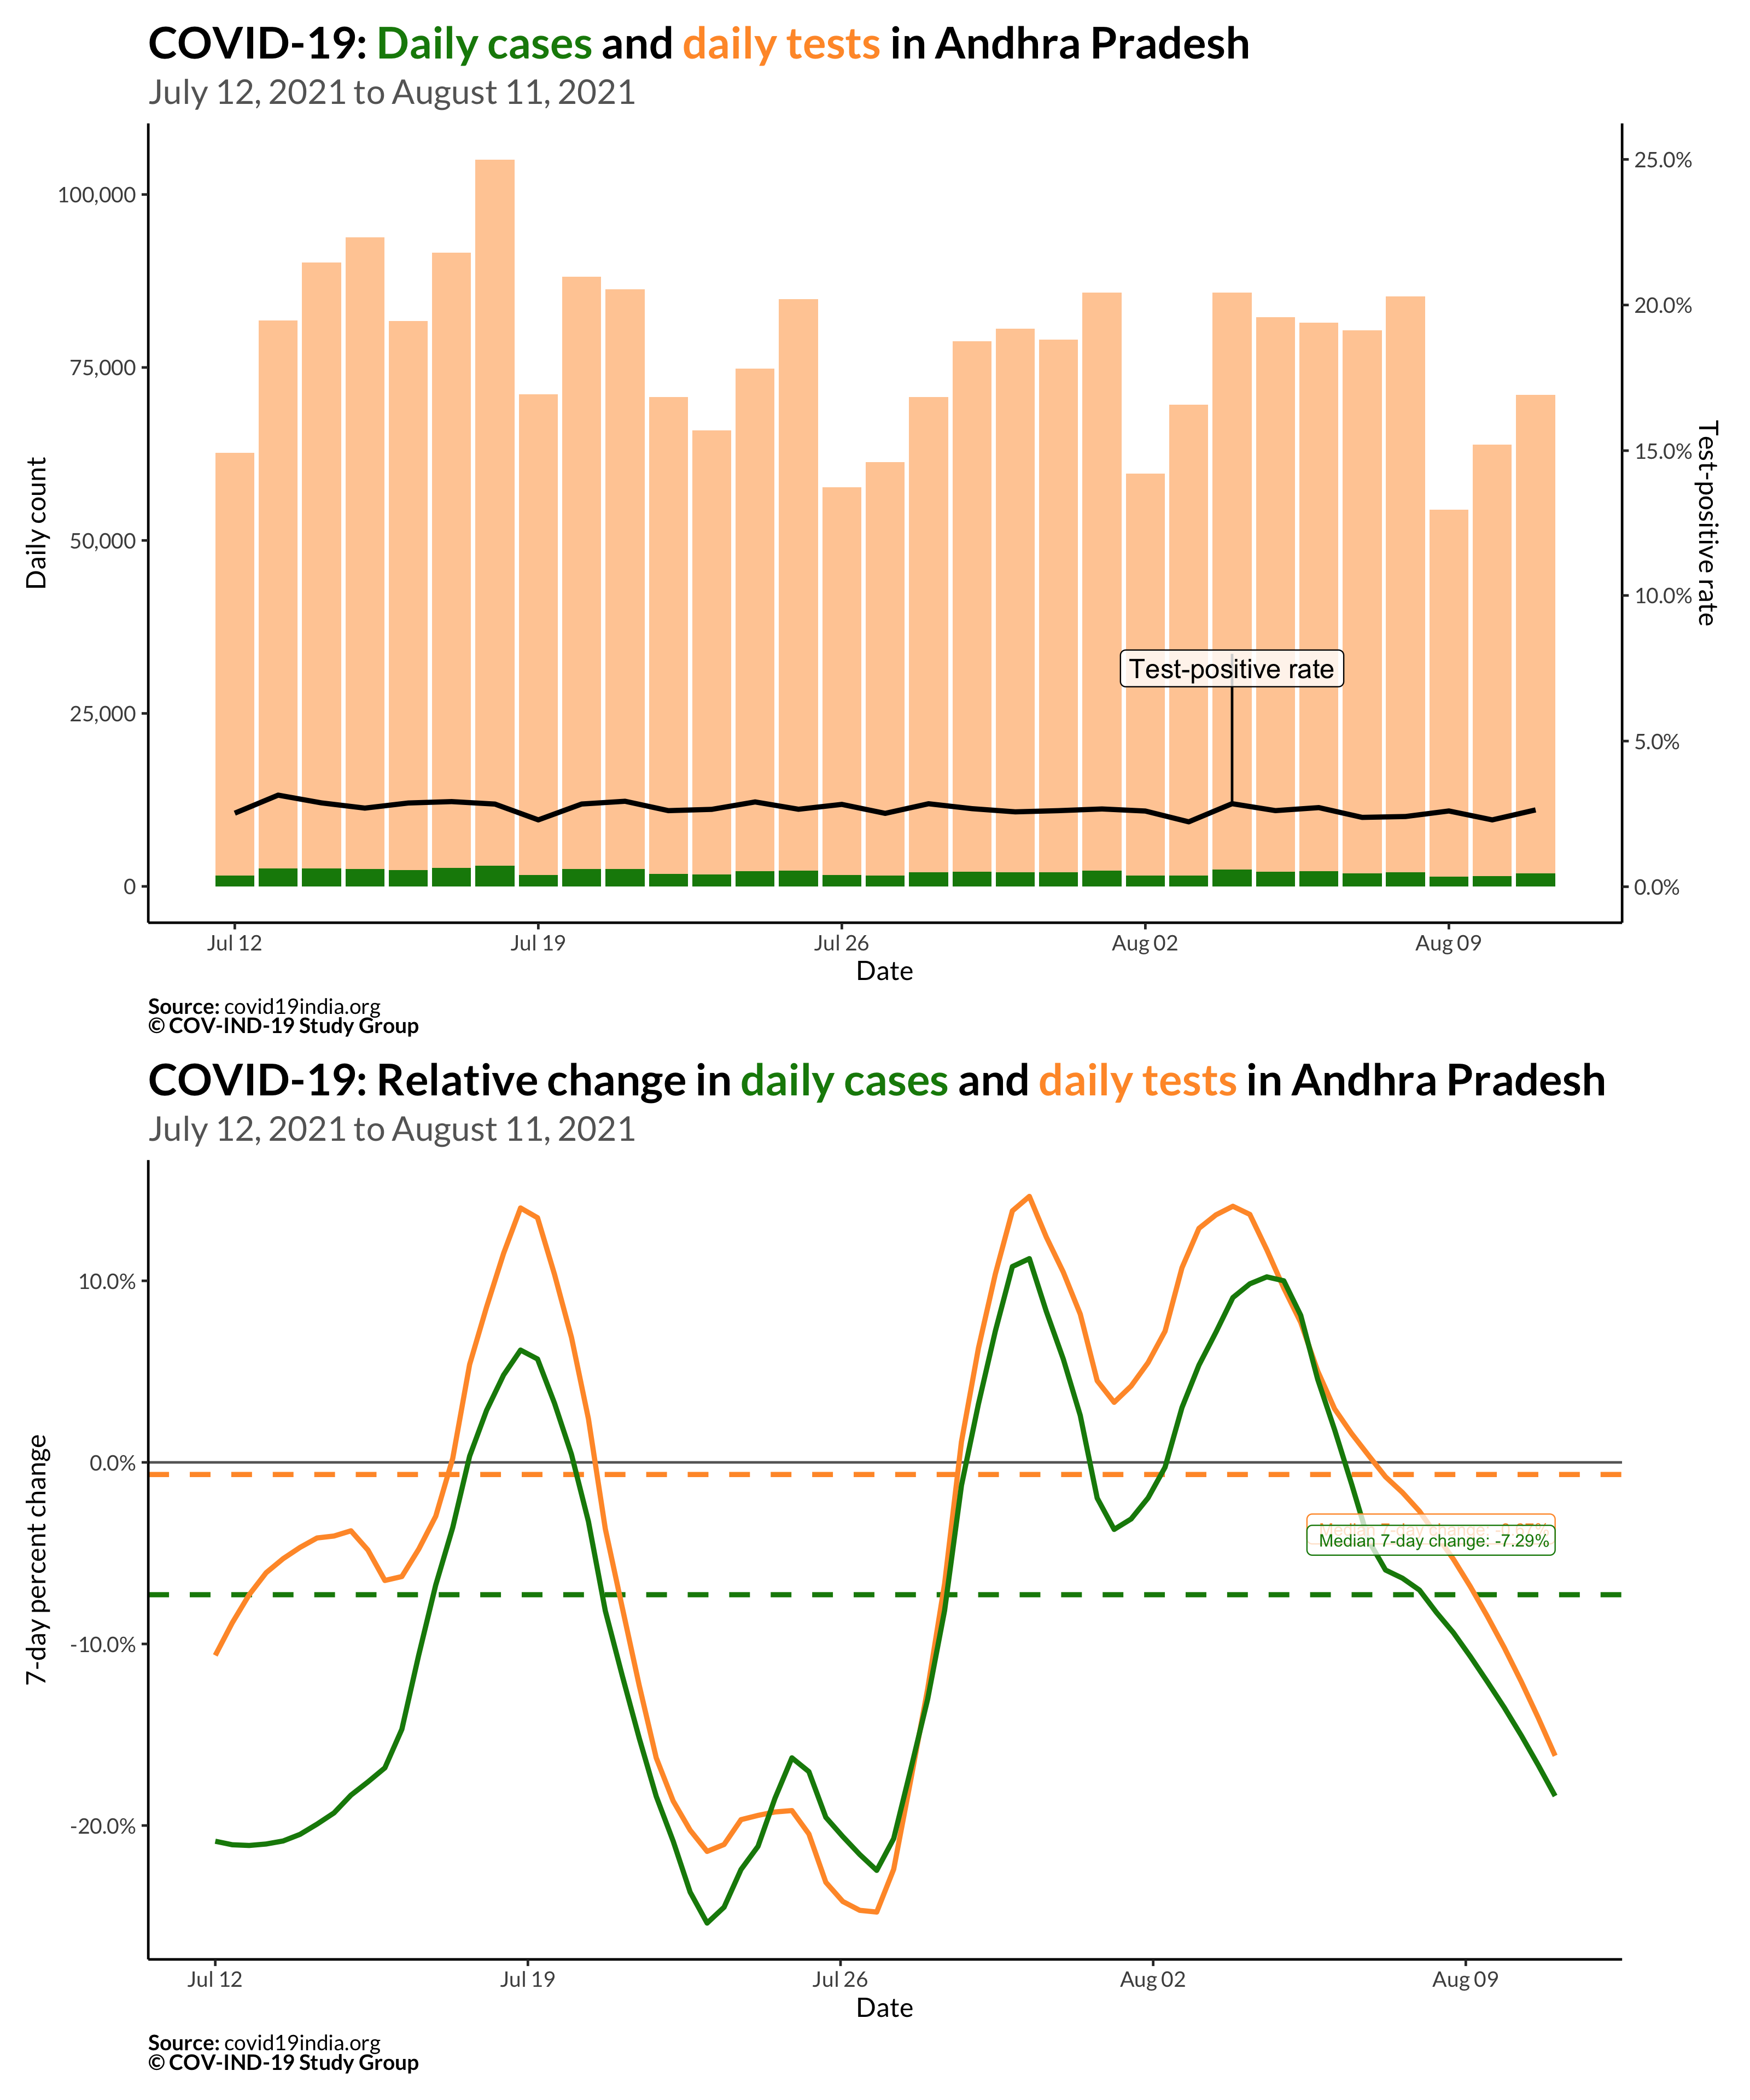 COVID-19: Daily cases and daily tests in Andhra Pradesh
July 12, 2021 to August 11, 2021
Daily count
100,000
75,000
50,000
25,000
0
25.0%
20.0%
15.0%
10.0%
5.0%
0.0%
Test-positive rate
Test-positive rate
Jul 12
Jul 19
Jul 26
Aug 02
Aug 09
Date
Source: covid19india.org
© COV-IND-19 Study Group
COVID-19: Relative change in daily cases and daily tests in Andhra Pradesh
July 12, 2021 to August 11, 2021
7-day percent change
10.0%
0.0%
-10.0%
-20.0%
Median 7-day change:
Median 7-day change: -7.29%
Jul 12
Jul 19
Jul 26
Aug 02
Aug 09
Date
Source: covid19india.org
© COV-IND-19 Study Group